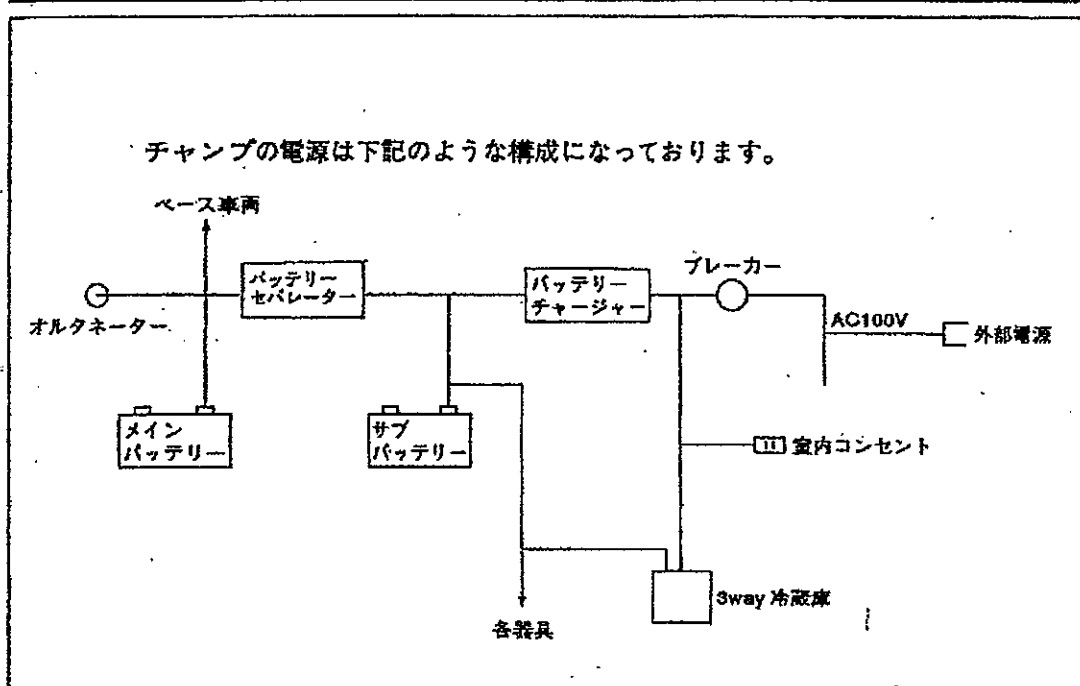 チャンプの電源は下記のような構成になっております。
ベース車両
オルタネーター
バッテリー
セパレーター
バッテリー
チャージャー
ブレーカー
AC100V
外部電源
メイン
バッテリー
サブ
バッテリー
室内コンセント
3way 冷蔵庫
各器具